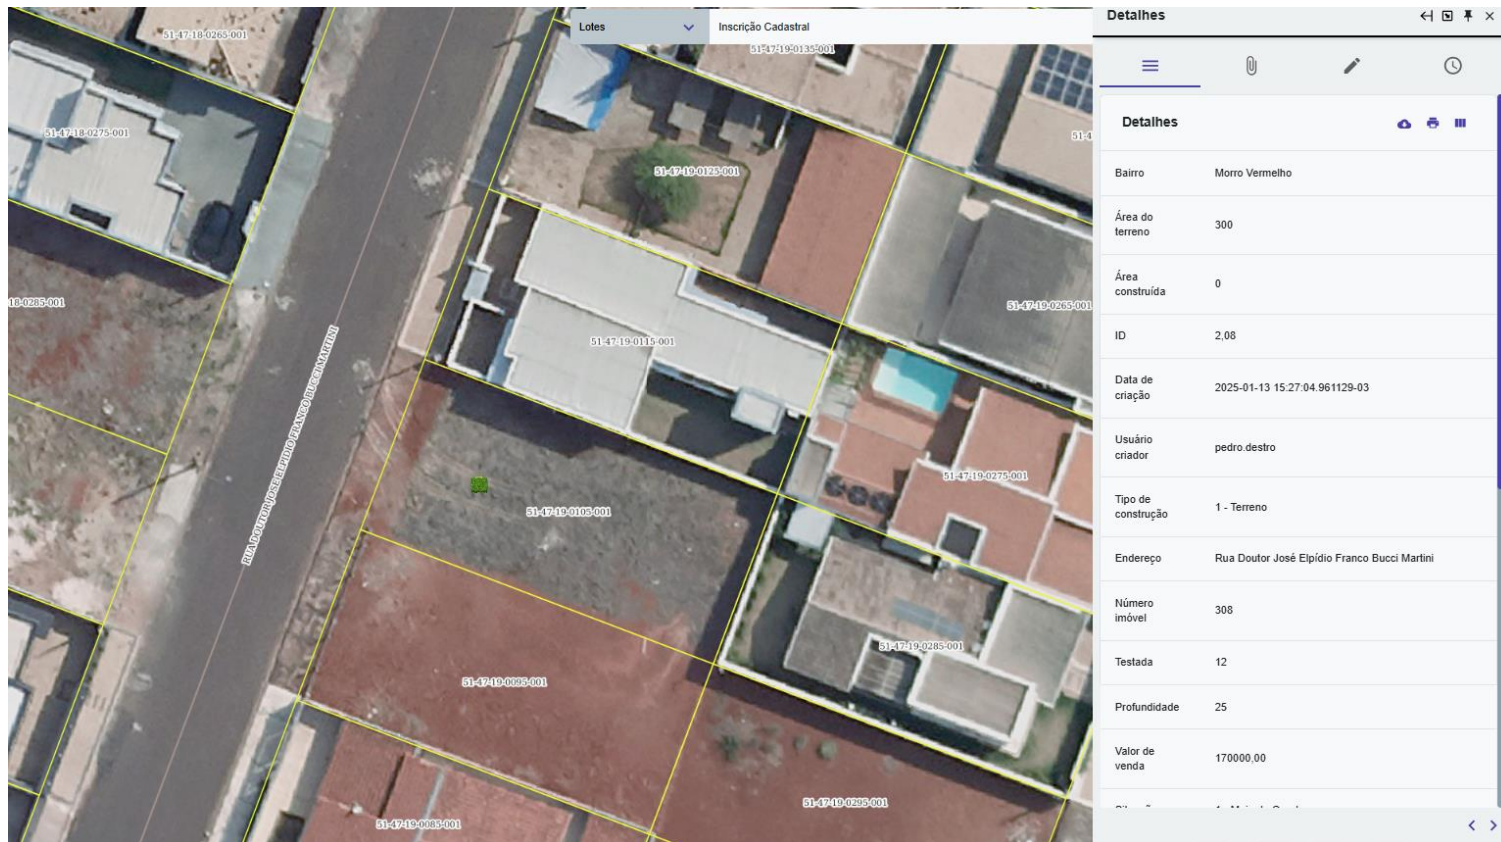 Lotes
Inscrição Cadastral
51-47-18-0265-001
51-47-19-0135-001
51-47-18-0275-001
51-4
51-47-19-0125-001
18-0285-001
51-47-19-0265-001
51-47-19-0115-001
RUA DOUTOR JOSE ELPIDIO FRANCO BUCCI MARTINI
51-47-19-0275-001
51-47-19-0105-001
51-47-19-0285-001
51-47-19-0095-001
51-47-19-0295-001
51-47-19-0085-001
Detalhes
Detalhes
Bairro
Morro Vermelho
Área do
terreno
300
Área
construída
0
ID
2,08
Data de
criação
2025-01-13 15:27:04.961129-03
Usuário
criador
pedro.destro
Tipo de
construção
1 - Terreno
Endereço
Rua Doutor José Elpídio Franco Bucci Martini
Número
imóvel
308
Testada
12
Profundidade
25
Valor de
venda
170000,00